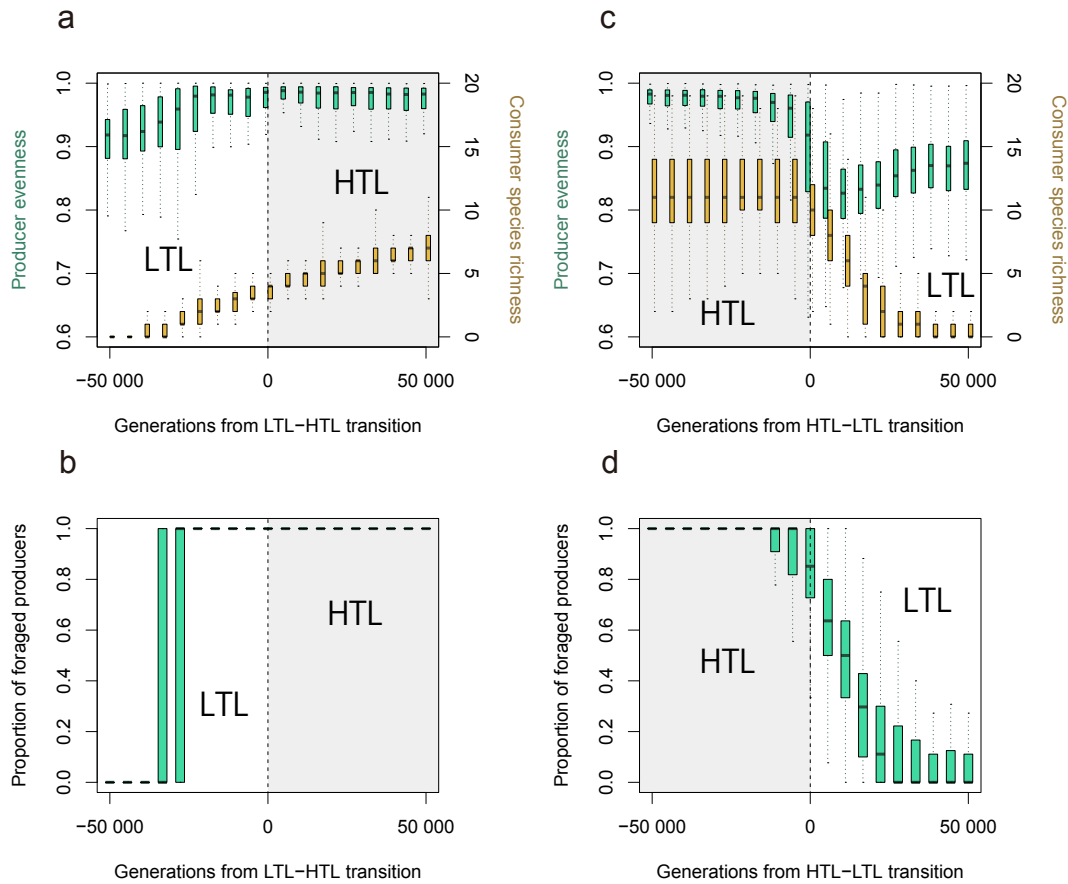 a
1.0
0.9
0.8
0.7
0.6
Producer evenness
20
15
10
5
0
Consumer species richness
LTL
HTL
−50 000
0
50 000
Generations from LTL−HTL transition
c
1.0
0.9
0.8
0.7
0.6
Producer evenness
20
15
10
5
0
Consumer species richness
HTL
LTL
−50 000
0
50 000
Generations from HTL−LTL transition
b
1.0
0.8
0.6
0.4
0.2
0.0
Proportion of foraged producers
LTL
HTL
−50 000
0
50 000
Generations from LTL−HTL transition
d
1.0
0.8
0.6
0.4
0.2
0.0
Proportion of foraged producers
HTL
LTL
−50 000
0
50 000
Generations from HTL−LTL transition